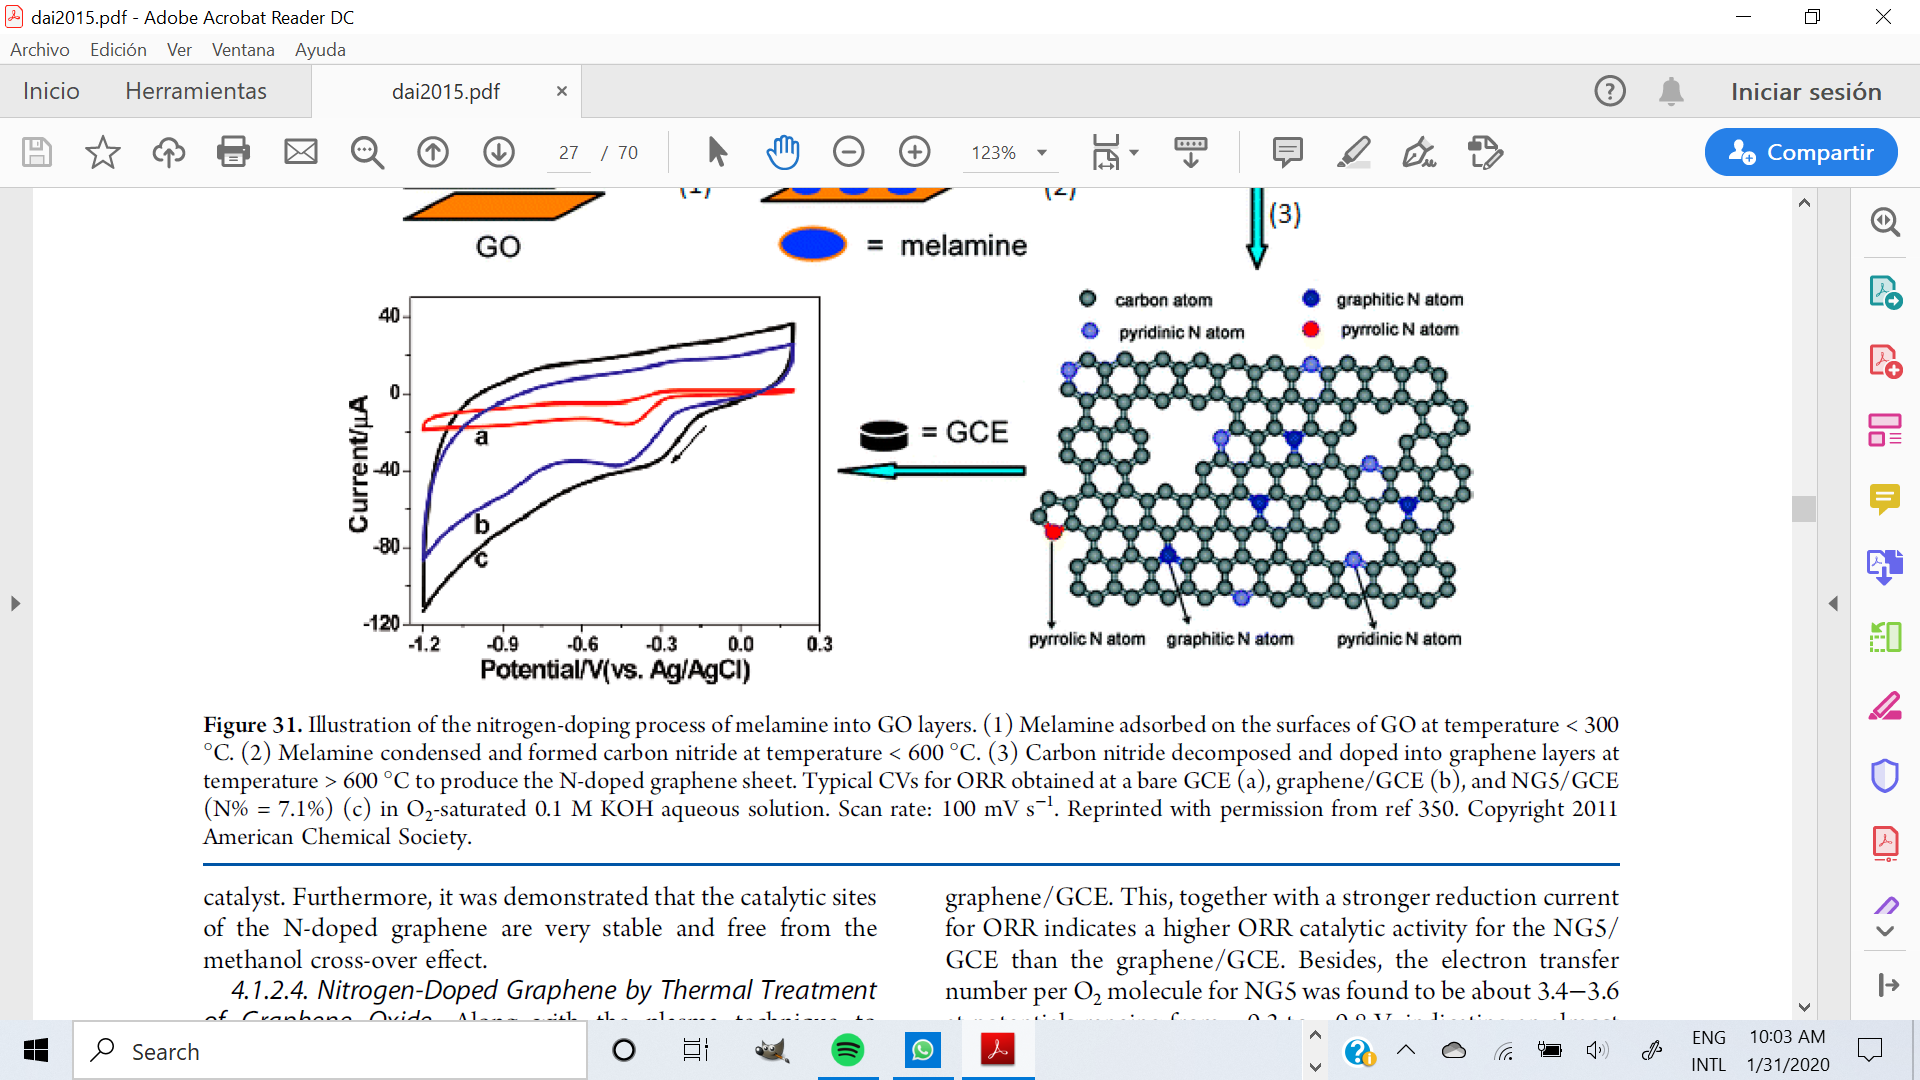 dai2015.pdf - Adobe Acrobat Reader DC
Archivo Edición Ver Ventana Ayuda
Inicio Herramientas dai2015.pdf × ? Iniciar sesión
27 / 70 123% Compartir
(3)
GO = melamine
carbon atom graphitic N atom
pyridinic N atom pyrrolic N atom
40
0
-40
-80
-120
Current/μA
a
b
c
-1.2 -0.9 -0.6 -0.3 0.0 0.3
Potential/V(vs. Ag/AgCl)
= GCE
pyrrolic N atom graphitic N atom pyridinic N atom
Figure 31. Illustration of the nitrogen-doping process of melamine into GO layers. (1) Melamine adsorbed on the surfaces of GO at temperature < 300
°C. (2) Melamine condensed and formed carbon nitride at temperature < 600 °C. (3) Carbon nitride decomposed and doped into graphene layers at
temperature > 600 °C to produce the N-doped graphene sheet. Typical CVs for ORR obtained at a bare GCE (a), graphene/GCE (b), and NG5/GCE
(N% = 7.1%) (c) in O₂-saturated 0.1 M KOH aqueous solution. Scan rate: 100 mV s⁻¹. Reprinted with permission from ref 350. Copyright 2011
American Chemical Society.
catalyst. Furthermore, it was demonstrated that the catalytic sites
of the N-doped graphene are very stable and free from the
methanol cross-over effect.
4.1.2.4. Nitrogen-Doped Graphene by Thermal Treatment
graphene/GCE. This, together with a stronger reduction current
for ORR indicates a higher ORR catalytic activity for the NG5/
GCE than the graphene/GCE. Besides, the electron transfer
number per O₂ molecule for NG5 was found to be about 3.4−3.6
Search
ENG
INTL
10:03 AM
1/31/2020